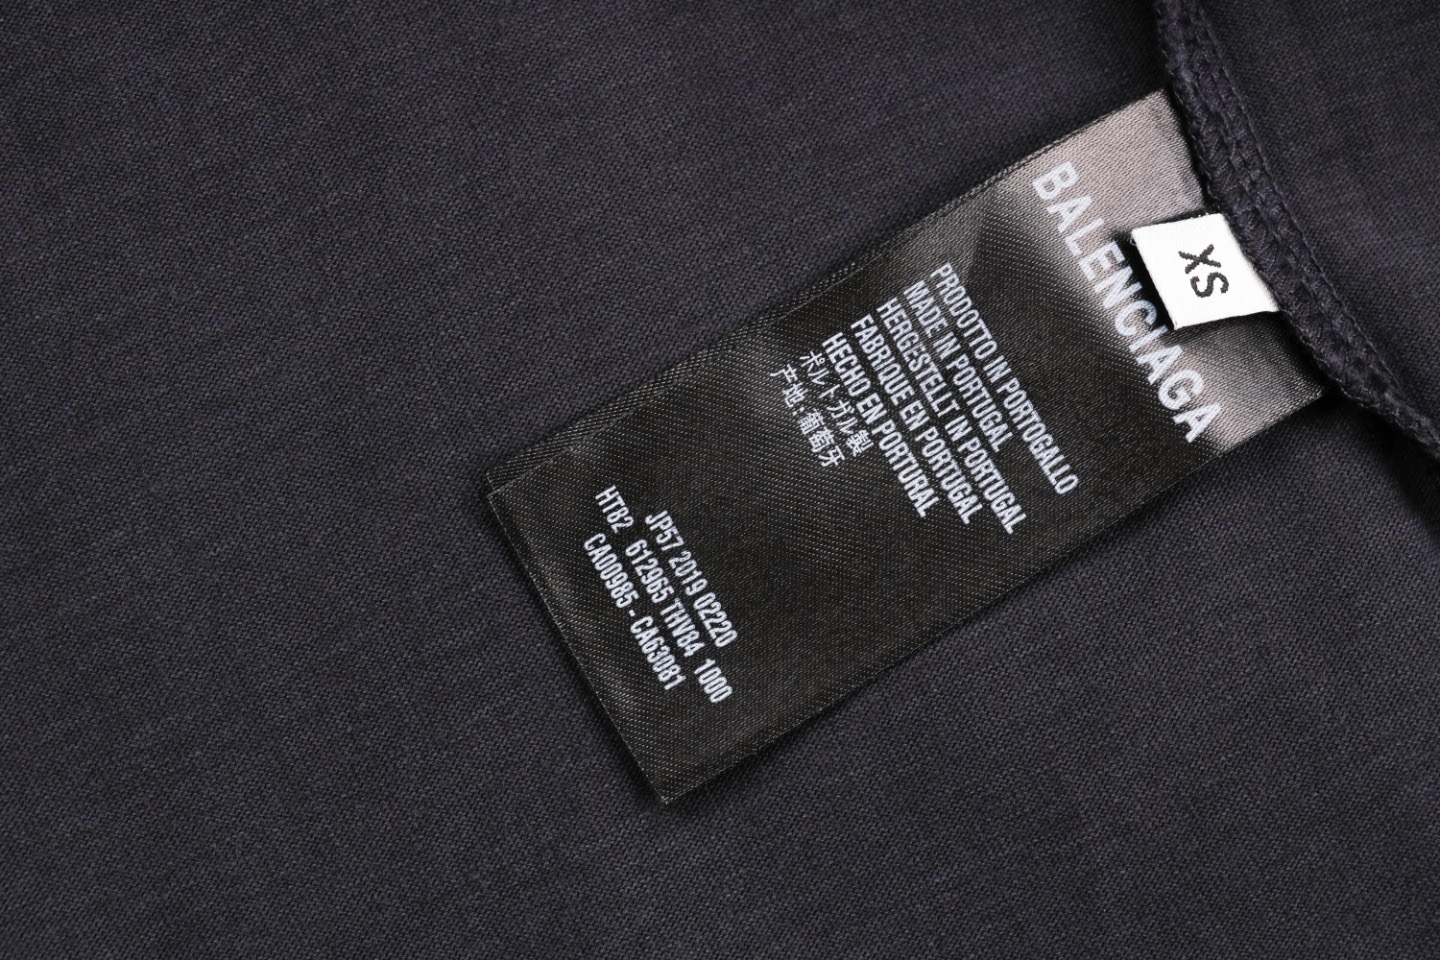 BALENCIAGA
XS
PRODOTTO IN PORTOGALLO
MADE IN PORTUGAL
HERGESTELLT IN PORTUGAL
FABRIQUE EN PORTUGAL
HECHO EN PORTURAL
ポルトガル製
产地:葡萄牙
JP57 2019 02220
HT82 612965 THV84 1000
CA00985 - CA63081